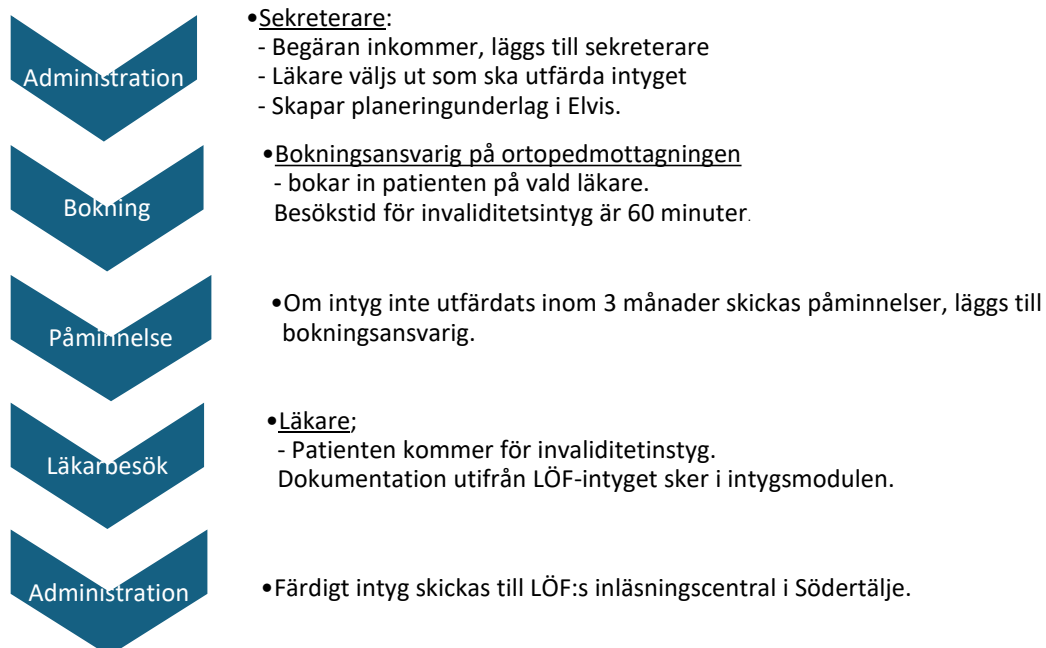 Administration
•Sekreterare:
- Begäran inkommer, läggs till sekreterare
- Läkare väljs ut som ska utfärda intyget
- Skapar planeringunderlag i Elvis.
Bokning
•Bokningsansvarig på ortopedmottagningen
- bokar in patienten på vald läkare.
Besökstid för invaliditetsintyg är 60 minuter.
Påminnelse
•Om intyg inte utfärdats inom 3 månader skickas påminnelser, läggs till
bokningsansvarig.
Läkarbesök
•Läkare;
- Patienten kommer för invaliditetinstyg.
Dokumentation utifrån LÖF-intyget sker i intygsmodulen.
Administration
•Färdigt intyg skickas till LÖF:s inläsningscentral i Södertälje.